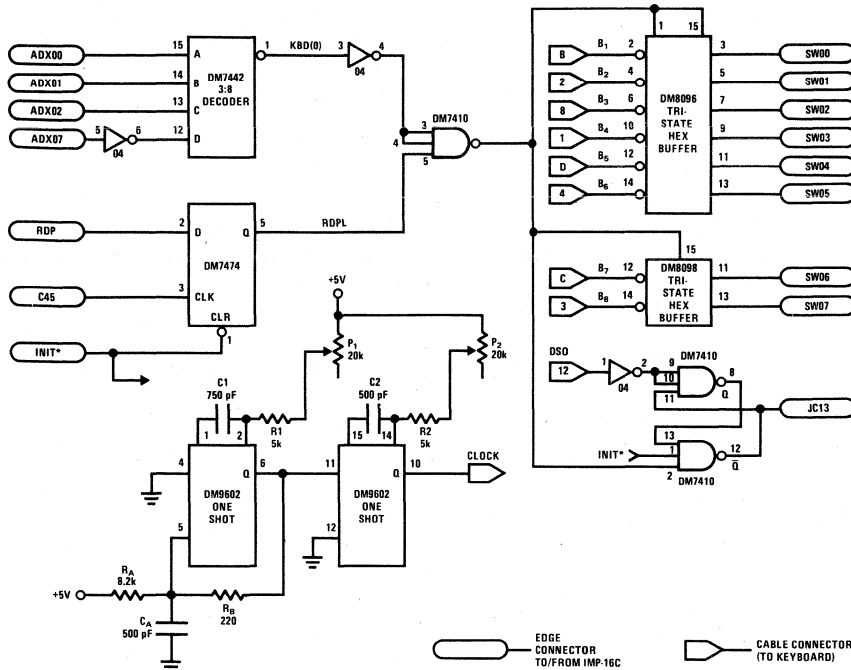 ADX00
15
A
ADX01
14
B
ADX02
13
C
ADX07
5
6
04
12
D
DM7442
3:8
DECODER
1
KBD(0)
3
4
04
DM7410
3
4
5
RDP
2
D
Q
5
RDPL
DM7474
C45
3
CLK
CLR
1
INIT*
+5V
P1
20k
P2
20k
C1
750 pF
1
2
R1
5k
C2
500 pF
15
14
R2
5k
4
Q
6
DM9602
ONE
SHOT
5
11
Q
10
CLOCK
DM9602
ONE
SHOT
12
+5V
RA
8.2k
RB
220
CA
500 pF
1
15
B
B1
2
3
SW00
2
B2
4
5
SW01
8
B3
6
7
SW02
1
B4
10
9
SW03
D
B5
12
11
SW04
4
B6
14
13
SW05
DM8096
TRI-
STATE
HEX
BUFFER
15
C
B7
12
11
SW06
3
B8
14
13
SW07
DM8098
TRI-
STATE
HEX
BUFFER
DSO
12
1
2
04
DM7410
9
10
11
8
Q
JC13
13
INIT*
1
2
12
Q̅
DM7410
EDGE
CONNECTOR
TO/FROM IMP-16C
CABLE CONNECTOR
(TO KEYBOARD)